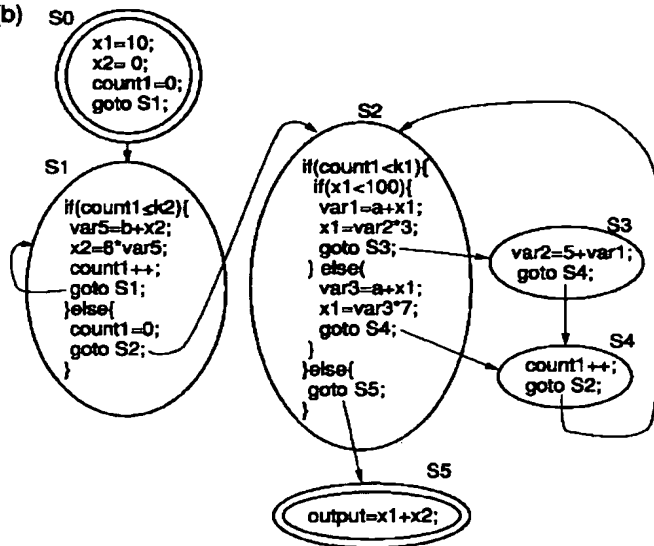 (b)
S0
x1=10;
x2= 0;
count1=0;
goto S1;
S1
if(count1≤k2){
var5=b+x2;
x2=6*var5;
count1++;
goto S1;
}else{
count1=0;
goto S2;
}
S2
if(count1<k1){
if(x1<100){
var1=a+x1;
x1=var2*3;
goto S3;
} else{
var3=a+x1;
x1=var3*7;
goto S4;
}
}else{
goto S5;
}
S3
var2=5+var1;
goto S4;
S4
count1++;
goto S2;
S5
output=x1+x2;